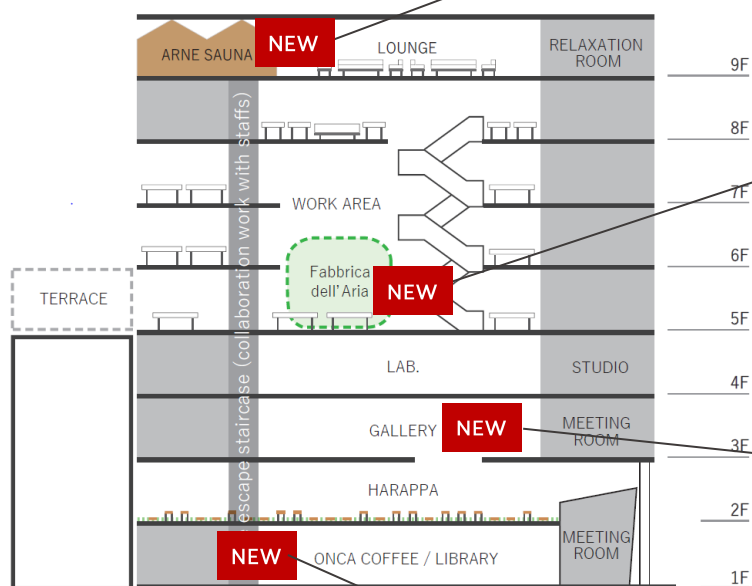 ARNE SAUNA
NEW
LOUNGE
RELAXATION
ROOM
9F
8F
7F
WORK AREA
6F
Fabbrica
dell'Aria
NEW
TERRACE
5F
LAB.
STUDIO
4F
GALLERY
NEW
MEETING
ROOM
3F
HARAPPA
2F
escape staircase (collaboration work with staffs)
NEW
ONCA COFFEE / LIBRARY
MEETING
ROOM
1F